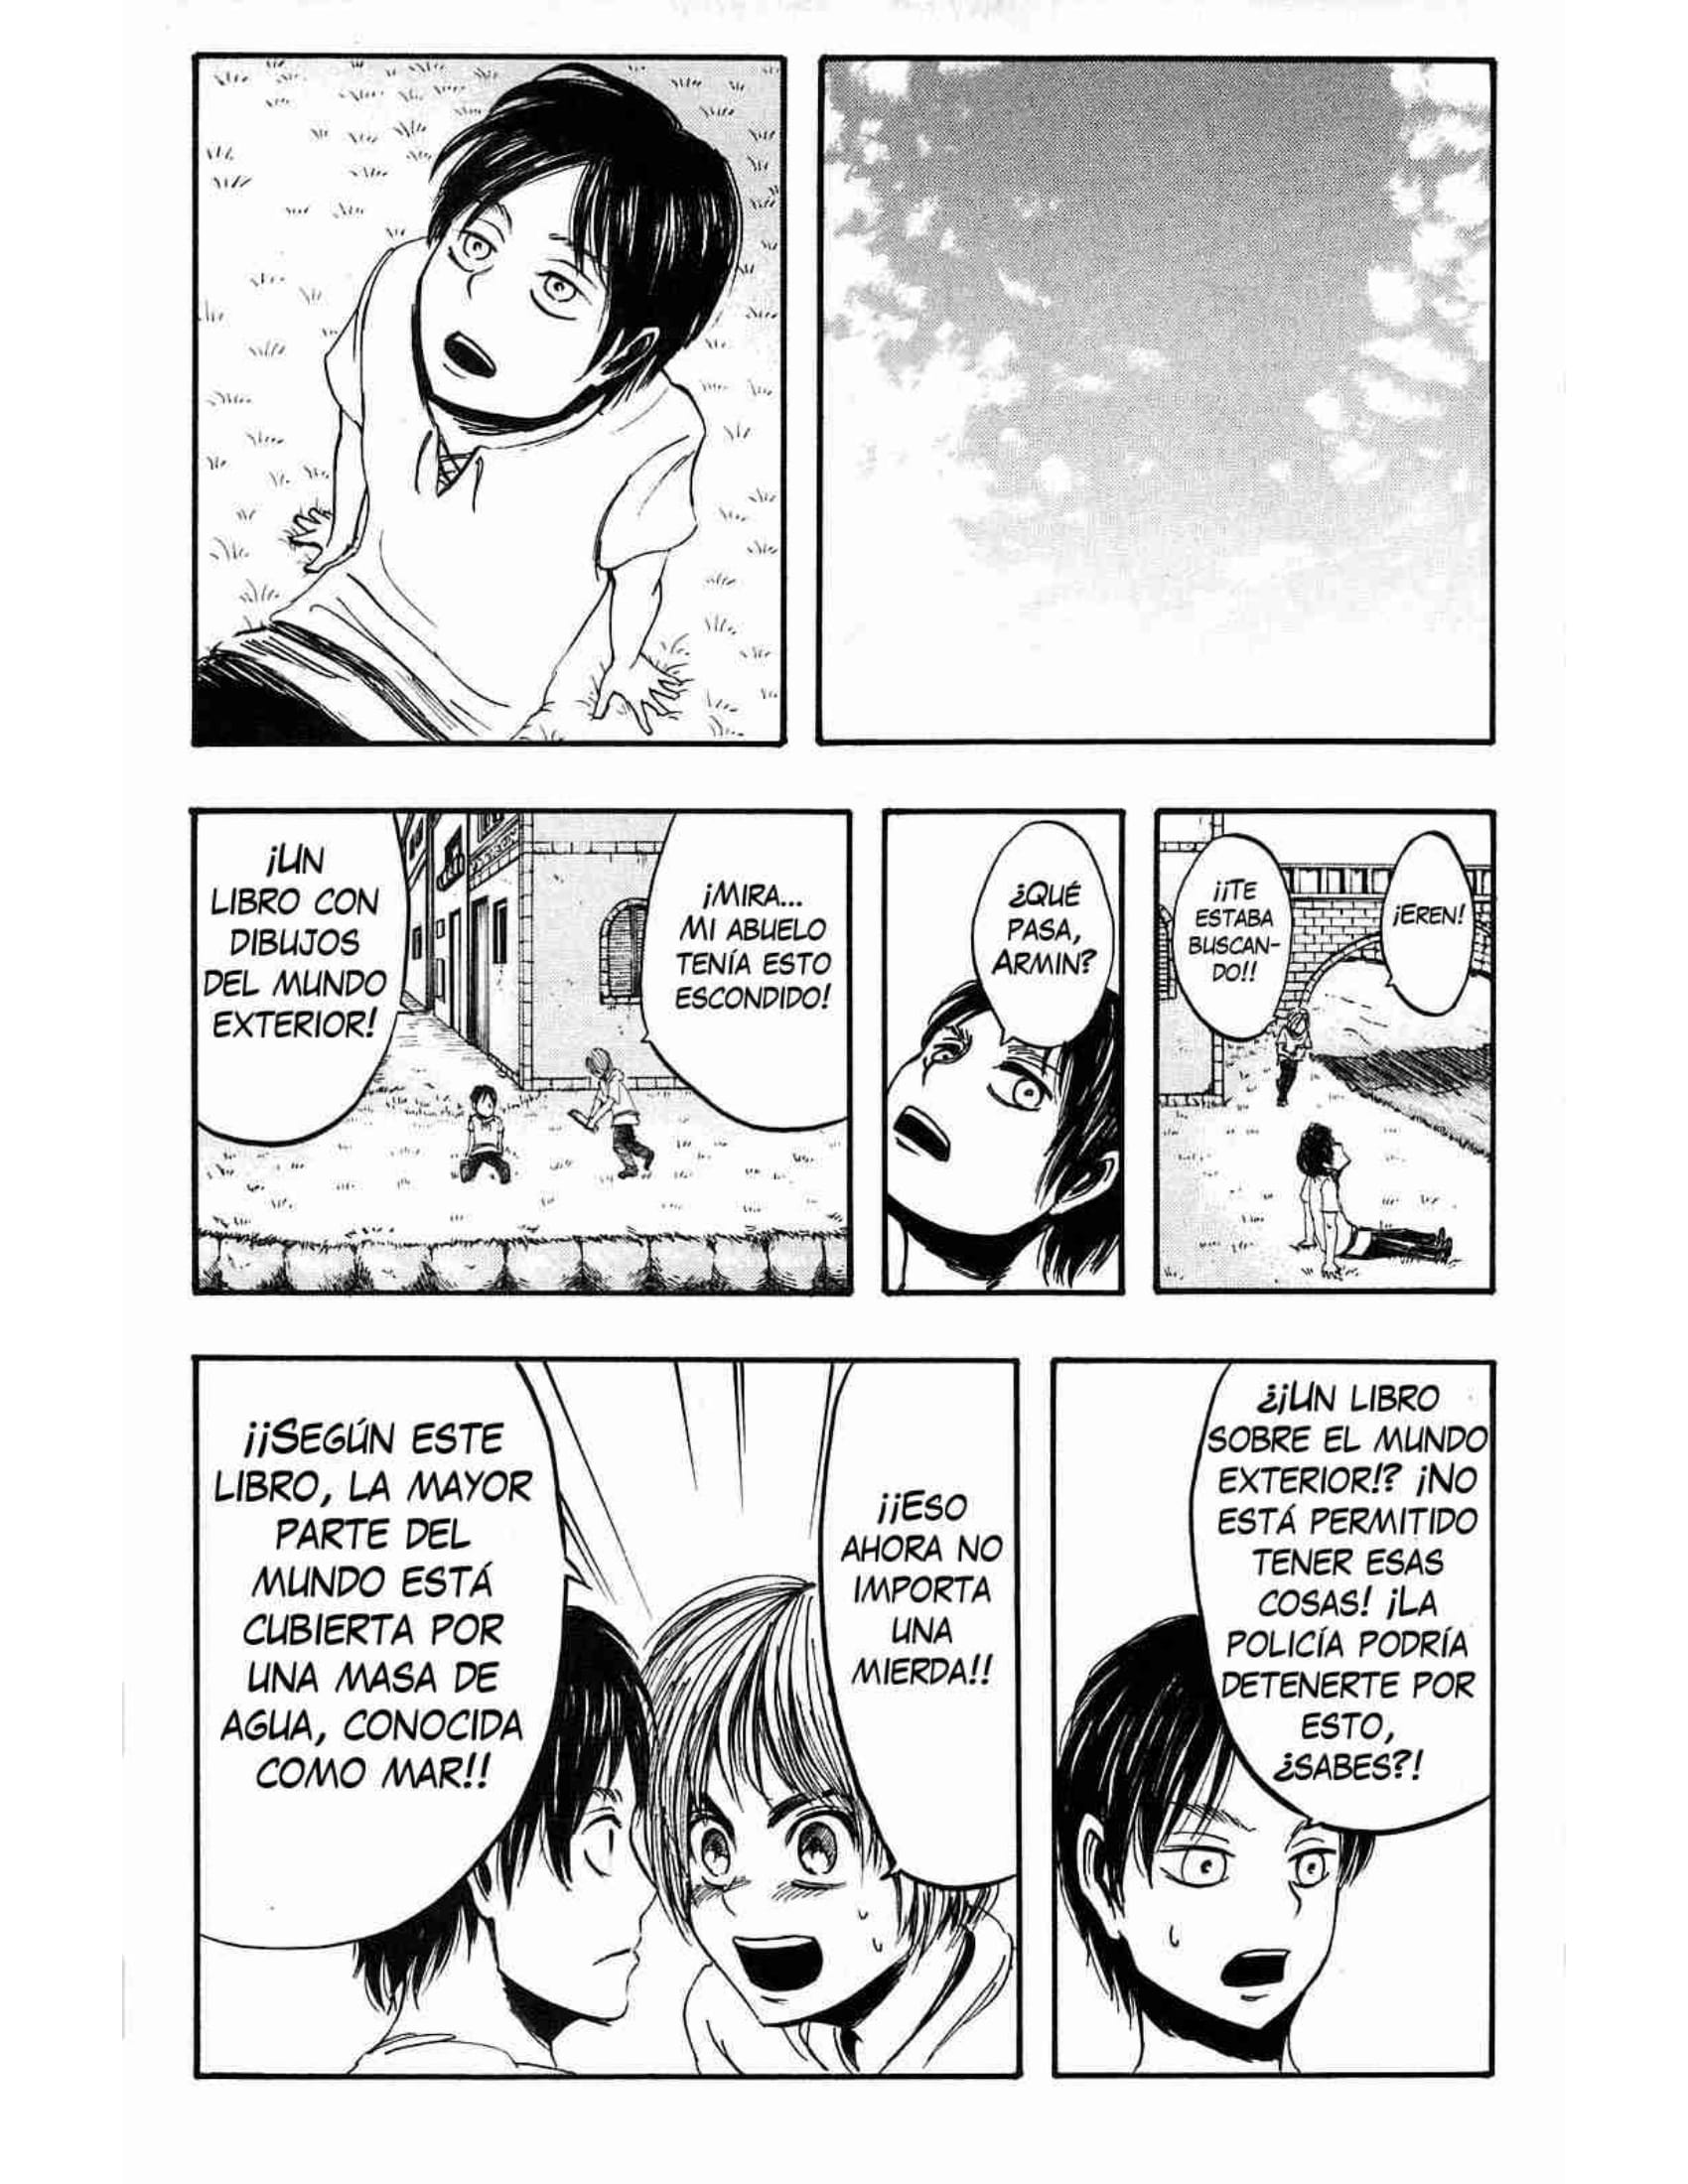 ¡EREN!
¡¡TE
ESTABA
BUSCAN-
DO!!
¿QUÉ
PASA,
ARMIN?
¡MIRA...
MI ABUELO
TENÍA ESTO
ESCONDIDO!
¡UN
LIBRO CON
DIBUJOS
DEL MUNDO
EXTERIOR!
¿¡UN LIBRO
SOBRE EL MUNDO
EXTERIOR!? ¡NO
ESTÁ PERMITIDO
TENER ESAS
COSAS! ¡LA
POLICÍA PODRÍA
DETENERTE POR
ESTO,
¿SABES?!
¡¡ESO
AHORA NO
IMPORTA
UNA
MIERDA!!
¡¡SEGÚN ESTE
LIBRO, LA MAYOR
PARTE DEL
MUNDO ESTÁ
CUBIERTA POR
UNA MASA DE
AGUA, CONOCIDA
COMO MAR!!